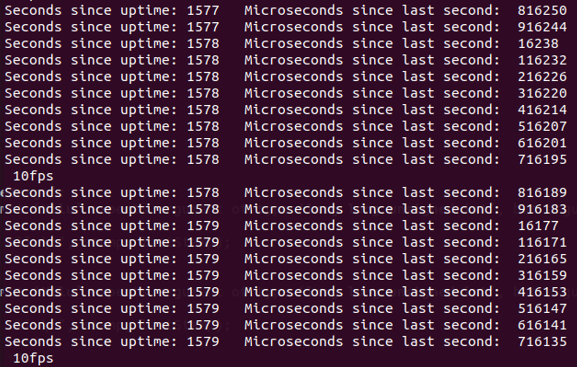 Seconds since uptime: 1577 Microseconds since last second: 816250
Seconds since uptime: 1577 Microseconds since last second: 916244
Seconds since uptime: 1578 Microseconds since last second: 16238
Seconds since uptime: 1578 Microseconds since last second: 116232
Seconds since uptime: 1578 Microseconds since last second: 216226
Seconds since uptime: 1578 Microseconds since last second: 316220
Seconds since uptime: 1578 Microseconds since last second: 416214
Seconds since uptime: 1578 Microseconds since last second: 516207
Seconds since uptime: 1578 Microseconds since last second: 616201
Seconds since uptime: 1578 Microseconds since last second: 716195
10fps
Seconds since uptime: 1578 Microseconds since last second: 816189
Seconds since uptime: 1578 Microseconds since last second: 916183
Seconds since uptime: 1579 Microseconds since last second: 16177
Seconds since uptime: 1579 Microseconds since last second: 116171
Seconds since uptime: 1579 Microseconds since last second: 216165
Seconds since uptime: 1579 Microseconds since last second: 316159
Seconds since uptime: 1579 Microseconds since last second: 416153
Seconds since uptime: 1579 Microseconds since last second: 516147
Seconds since uptime: 1579 Microseconds since last second: 616141
Seconds since uptime: 1579 Microseconds since last second: 716135
10fps